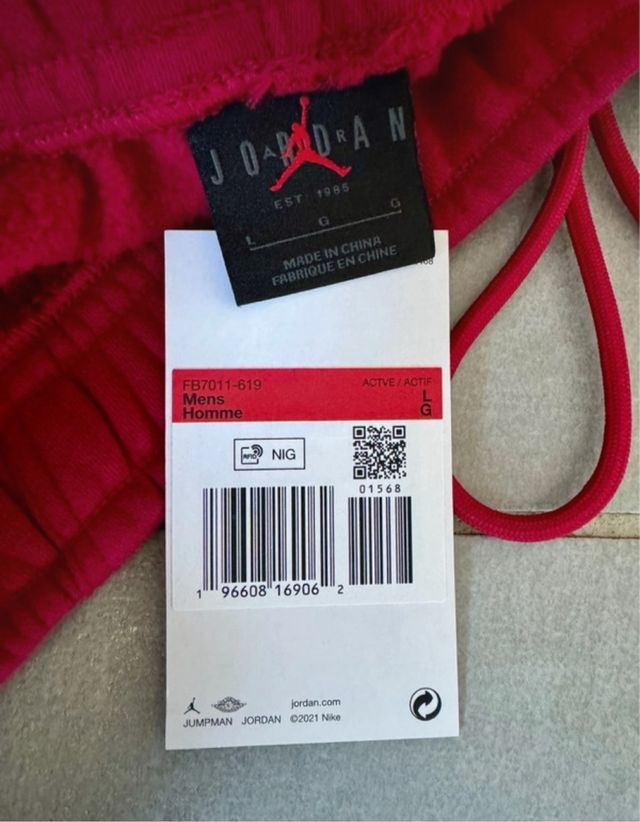 JORDAN
AIR
EST. 1985
L G G
MADE IN CHINA
FABRIQUE EN CHINE
FB7011-619 ACTVE / ACTIF
Mens L
Homme G
RFID NIG
01568
1 96608 16906 2
jordan.com
JUMPMAN JORDAN ©2021 Nike